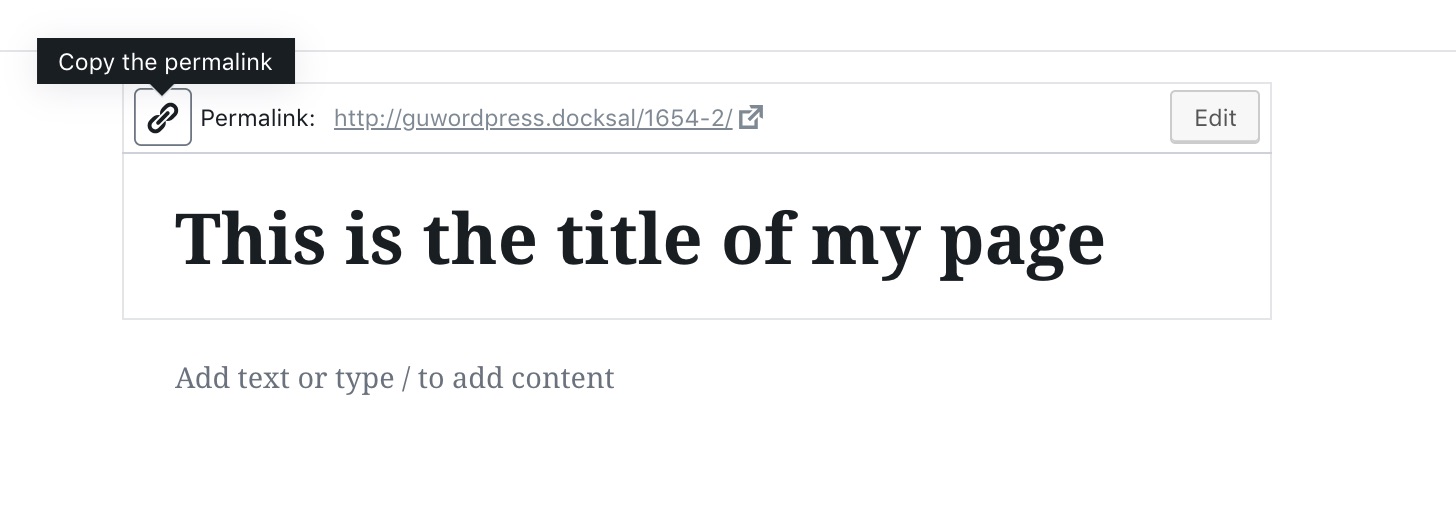 Copy the permalink
Permalink: http://guwordpress.docksal/1654-2/ Edit
This is the title of my page
Add text or type / to add content